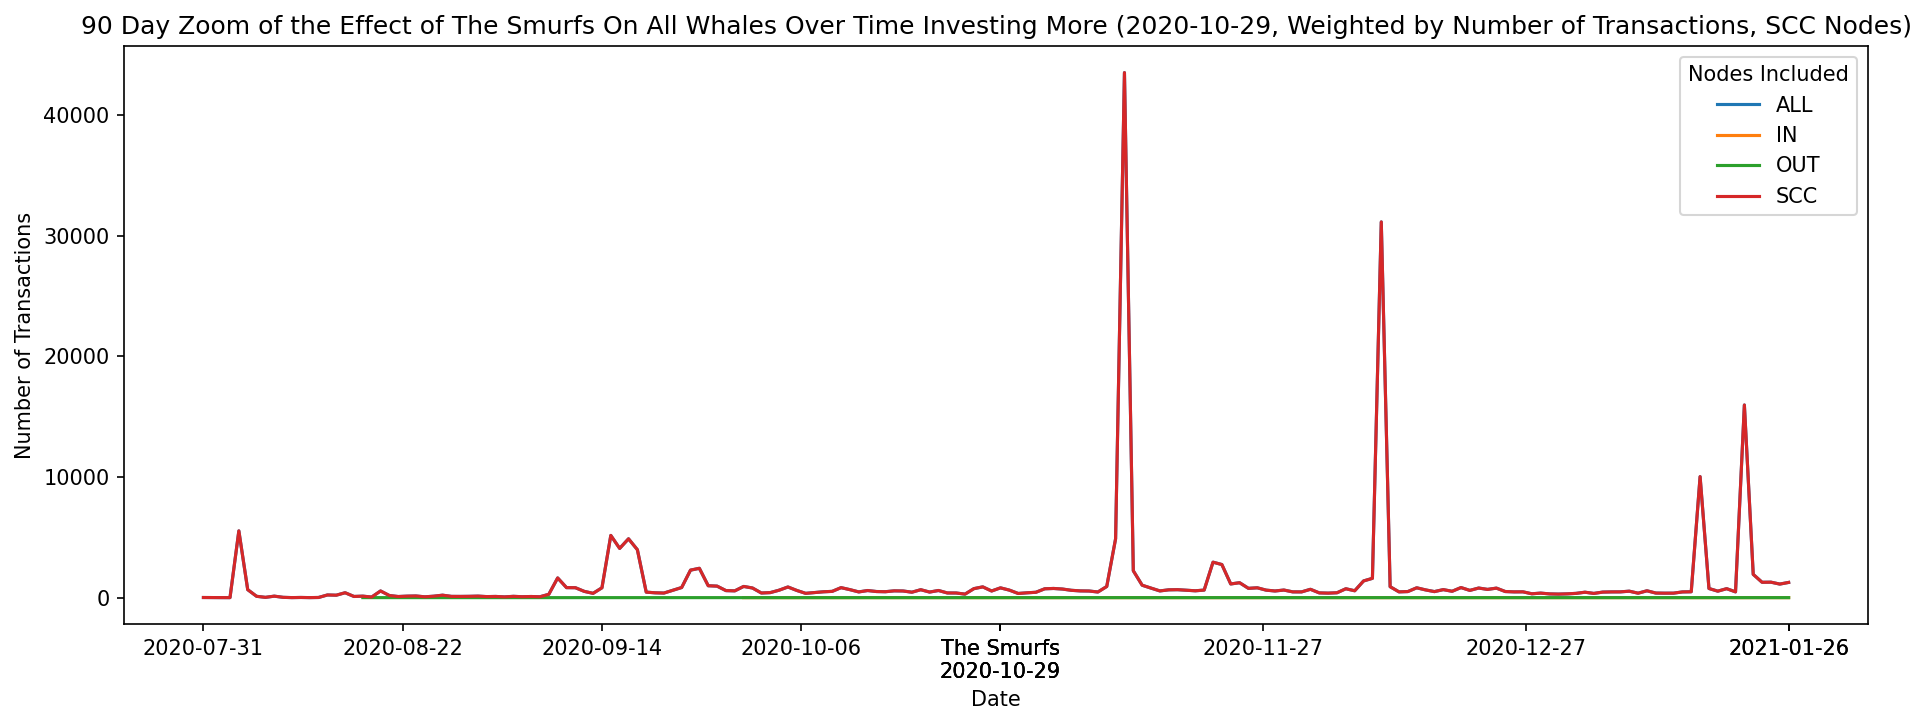 90 Day Zoom of the Effect of The Smurfs On All Whales Over Time Investing More (2020-10-29, Weighted by Number of Transactions, SCC Nodes)
Nodes Included
ALL
IN
OUT
SCC
Number of Transactions
40000
30000
20000
10000
0
2020-07-31
2020-08-22
2020-09-14
2020-10-06
The Smurfs
2020-10-29
2020-11-27
2020-12-27
2021-01-26
Date